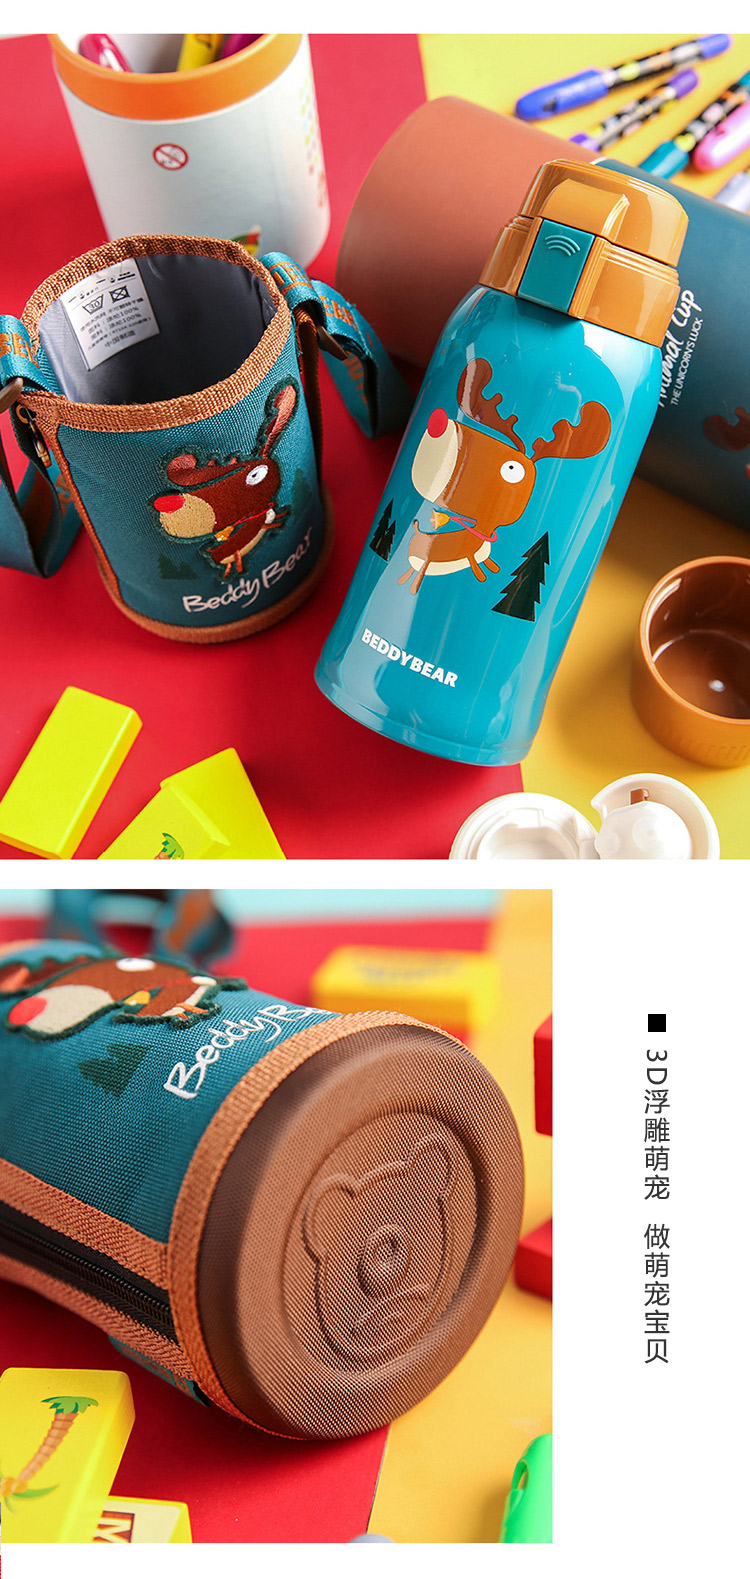 Animal Cup
THE UNICORN'S LUCK
Beddy Bear
BEDDYBEAR
Beddy Bear
3D浮雕萌宠 做萌宠宝贝